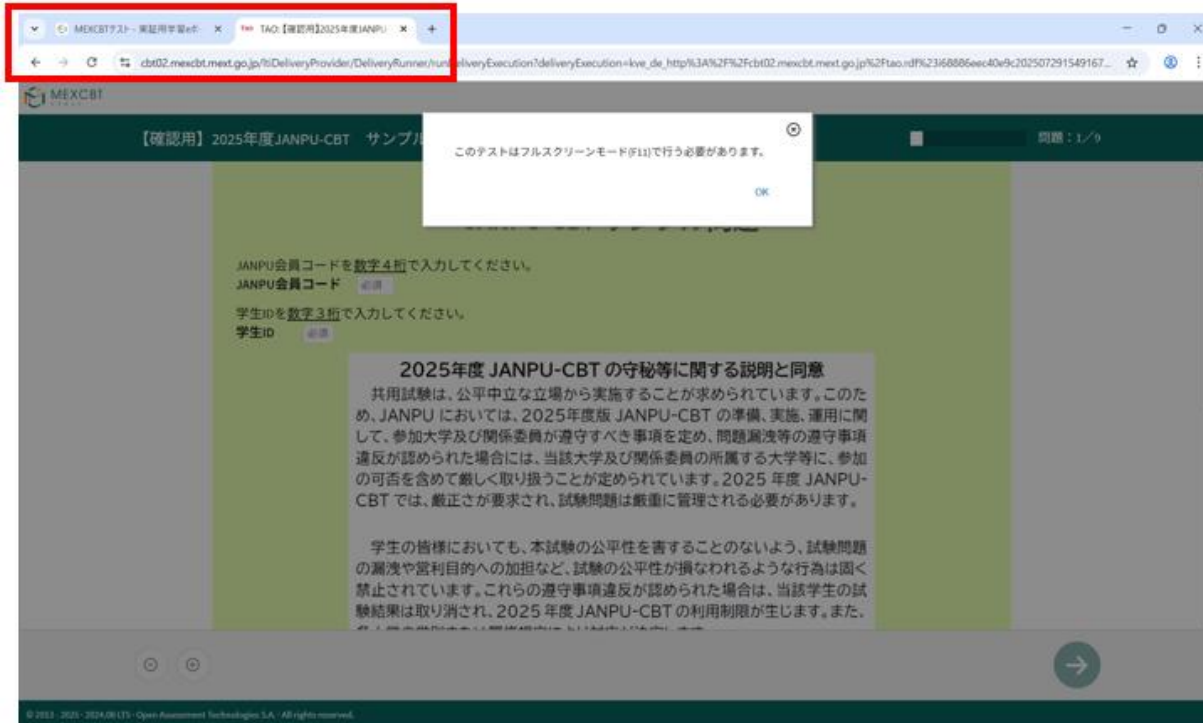 MEXCBTテスト - 実証用学習eポ
TAO:【確認用】2025年度JANPU
cbt02.mexcbt.mext.go.jp/ltiDeliveryProvider/DeliveryRunner/runDeliveryExecution?deliveryExecution=kve_de_http%3A%2F%2Fcbt02.mexcbt.mext.go.jp%2Ftao.rdf%23i68886eec40e9c202507291549167...
MEXCBT
【確認用】2025年度JANPU-CBT サンプル
問題:1/9
このテストはフルスクリーンモード(F11)で行う必要があります。
OK
JANPU会員コードを数字4桁で入力してください。
JANPU会員コード 必須
学生IDを数字3桁で入力してください。
学生ID 必須
2025年度 JANPU-CBT の守秘等に関する説明と同意
共用試験は、公平中立な立場から実施することが求められています。このた
め、JANPU においては、2025年度版 JANPU-CBT の準備、実施、運用に関
して、参加大学及び関係委員が遵守すべき事項を定め、問題漏洩等の遵守事項
違反が認められた場合には、当該大学及び関係委員の所属する大学等に、参加
の可否を含めて厳しく取り扱うことが定められています。2025 年度 JANPU-
CBT では、厳正さが要求され、試験問題は厳重に管理される必要があります。
学生の皆様においても、本試験の公平性を害することのないよう、試験問題
の漏洩や営利目的への加担など、試験の公平性が損なわれるような行為は固く
禁止されています。これらの遵守事項違反が認められた場合は、当該学生の試
験結果は取り消され、2025 年度 JANPU-CBT の利用制限が生じます。また、
© 2013 - 2025 - 2024.08 LTS - Open Assessment Technologies S.A. - All rights reserved.